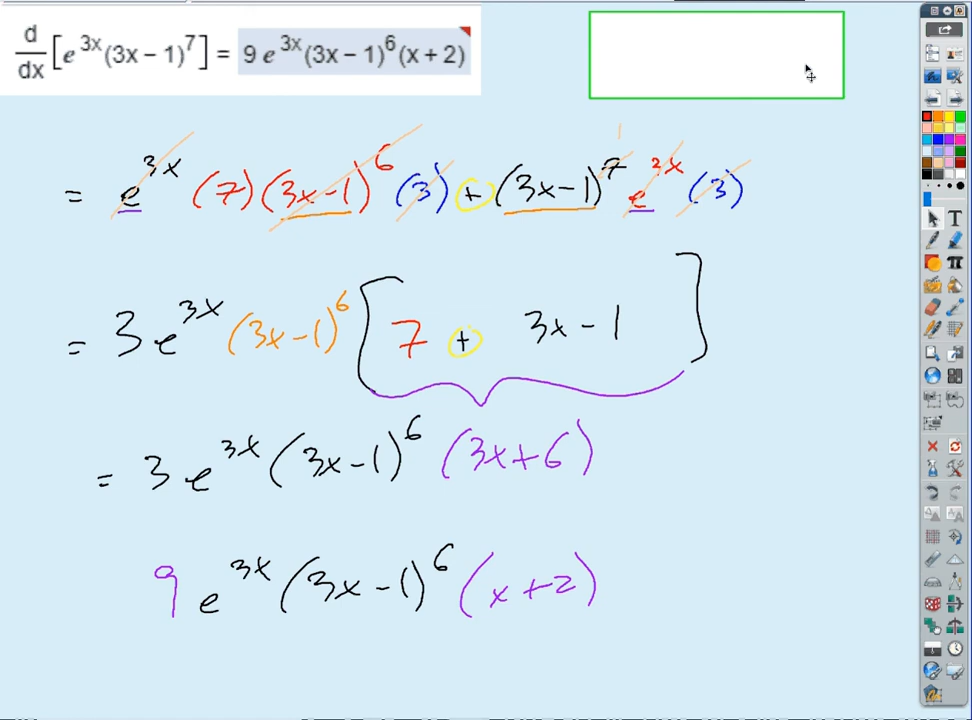 d/dx [e^{3x}(3x − 1)^7] = 9 e^{3x}(3x − 1)^6(x + 2)
= e^{3x} (7)(3x−1)^6 (3) + (3x−1)^7 e^{3x} (3)
= 3e^{3x} (3x−1)^6 [7 + 3x − 1]
= 3e^{3x} (3x−1)^6 (3x+6)
9e^{3x} (3x−1)^6 (x+2)